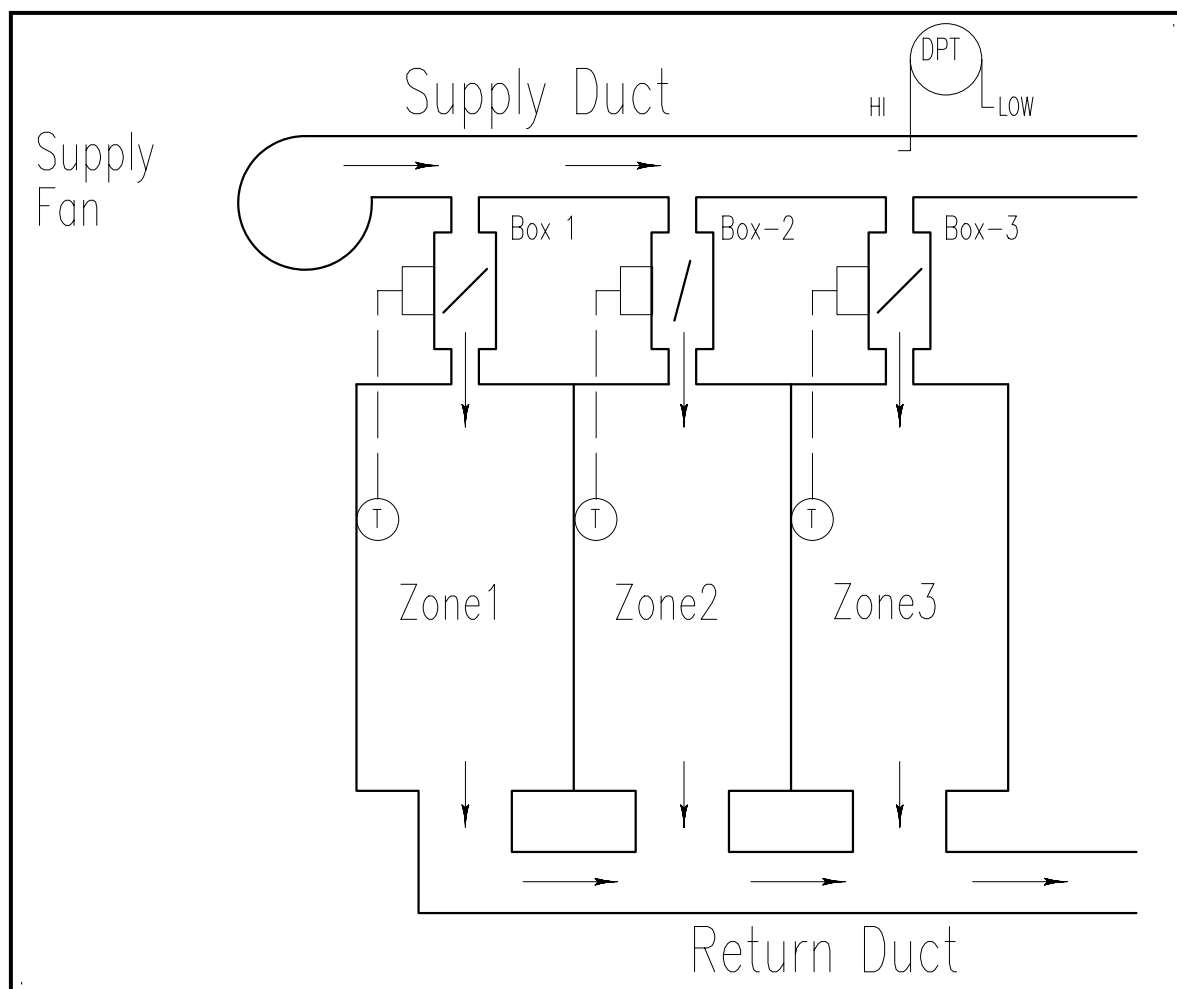 DPT
HI
LOW
Supply Duct
Supply
Fan
Box 1
Box-2
Box-3
T
T
T
Zone1
Zone2
Zone3
Return Duct